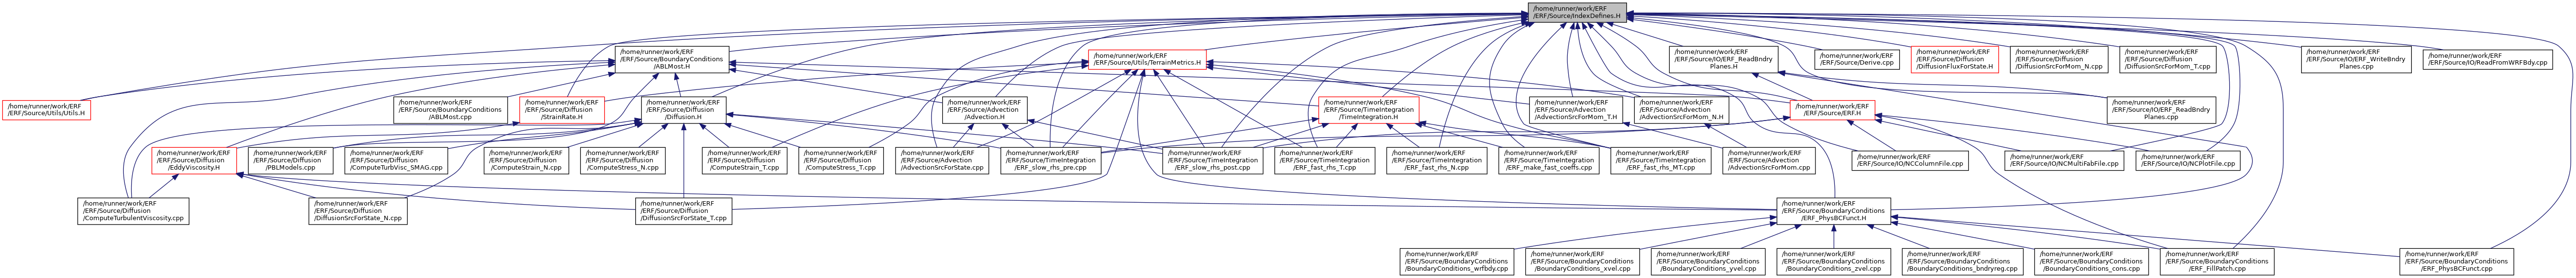 /home/runner/work/ERF
/ERF/Source/IndexDefines.H
/home/runner/work/ERF
/ERF/Source/BoundaryConditions
/ABLMost.H
/home/runner/work/ERF
/ERF/Source/Utils/TerrainMetrics.H
/home/runner/work/ERF
/ERF/Source/IO/ERF_ReadBndry
Planes.H
/home/runner/work/ERF
/ERF/Source/Derive.cpp
/home/runner/work/ERF
/ERF/Source/Diffusion
/DiffusionFluxForState.H
/home/runner/work/ERF
/ERF/Source/Diffusion
/DiffusionSrcForMom_N.cpp
/home/runner/work/ERF
/ERF/Source/Diffusion
/DiffusionSrcForMom_T.cpp
/home/runner/work/ERF
/ERF/Source/IO/ERF_WriteBndry
Planes.cpp
/home/runner/work/ERF
/ERF/Source/IO/ReadFromWRFBdy.cpp
/home/runner/work/ERF
/ERF/Source/Utils/Utils.H
/home/runner/work/ERF
/ERF/Source/BoundaryConditions
/ABLMost.cpp
/home/runner/work/ERF
/ERF/Source/Diffusion
/StrainRate.H
/home/runner/work/ERF
/ERF/Source/Diffusion
/Diffusion.H
/home/runner/work/ERF
/ERF/Source/Advection
/Advection.H
/home/runner/work/ERF
/ERF/Source/TimeIntegration
/TimeIntegration.H
/home/runner/work/ERF
/ERF/Source/Advection
/AdvectionSrcForMom_T.H
/home/runner/work/ERF
/ERF/Source/Advection
/AdvectionSrcForMom_N.H
/home/runner/work/ERF
/ERF/Source/ERF.H
/home/runner/work/ERF
/ERF/Source/IO/ERF_ReadBndry
Planes.cpp
/home/runner/work/ERF
/ERF/Source/Diffusion
/EddyViscosity.H
/home/runner/work/ERF
/ERF/Source/Diffusion
/PBLModels.cpp
/home/runner/work/ERF
/ERF/Source/Diffusion
/ComputeTurbVisc_SMAG.cpp
/home/runner/work/ERF
/ERF/Source/Diffusion
/ComputeStrain_N.cpp
/home/runner/work/ERF
/ERF/Source/Diffusion
/ComputeStress_N.cpp
/home/runner/work/ERF
/ERF/Source/Diffusion
/ComputeStrain_T.cpp
/home/runner/work/ERF
/ERF/Source/Diffusion
/ComputeStress_T.cpp
/home/runner/work/ERF
/ERF/Source/Advection
/AdvectionSrcForState.cpp
/home/runner/work/ERF
/ERF/Source/TimeIntegration
/ERF_slow_rhs_pre.cpp
/home/runner/work/ERF
/ERF/Source/TimeIntegration
/ERF_slow_rhs_post.cpp
/home/runner/work/ERF
/ERF/Source/TimeIntegration
/ERF_fast_rhs_T.cpp
/home/runner/work/ERF
/ERF/Source/TimeIntegration
/ERF_fast_rhs_N.cpp
/home/runner/work/ERF
/ERF/Source/TimeIntegration
/ERF_make_fast_coeffs.cpp
/home/runner/work/ERF
/ERF/Source/TimeIntegration
/ERF_fast_rhs_MT.cpp
/home/runner/work/ERF
/ERF/Source/Advection
/AdvectionSrcForMom.cpp
/home/runner/work/ERF
/ERF/Source/IO/NCColumnFile.cpp
/home/runner/work/ERF
/ERF/Source/IO/NCMultiFabFile.cpp
/home/runner/work/ERF
/ERF/Source/IO/NCPlotFile.cpp
/home/runner/work/ERF
/ERF/Source/Diffusion
/ComputeTurbulentViscosity.cpp
/home/runner/work/ERF
/ERF/Source/Diffusion
/DiffusionSrcForState_N.cpp
/home/runner/work/ERF
/ERF/Source/Diffusion
/DiffusionSrcForState_T.cpp
/home/runner/work/ERF
/ERF/Source/BoundaryConditions
/ERF_PhysBCFunct.H
/home/runner/work/ERF
/ERF/Source/BoundaryConditions
/BoundaryConditions_wrfbdy.cpp
/home/runner/work/ERF
/ERF/Source/BoundaryConditions
/BoundaryConditions_xvel.cpp
/home/runner/work/ERF
/ERF/Source/BoundaryConditions
/BoundaryConditions_yvel.cpp
/home/runner/work/ERF
/ERF/Source/BoundaryConditions
/BoundaryConditions_zvel.cpp
/home/runner/work/ERF
/ERF/Source/BoundaryConditions
/BoundaryConditions_bndryreg.cpp
/home/runner/work/ERF
/ERF/Source/BoundaryConditions
/BoundaryConditions_cons.cpp
/home/runner/work/ERF
/ERF/Source/BoundaryConditions
/ERF_FillPatch.cpp
/home/runner/work/ERF
/ERF/Source/BoundaryConditions
/ERF_PhysBCFunct.cpp